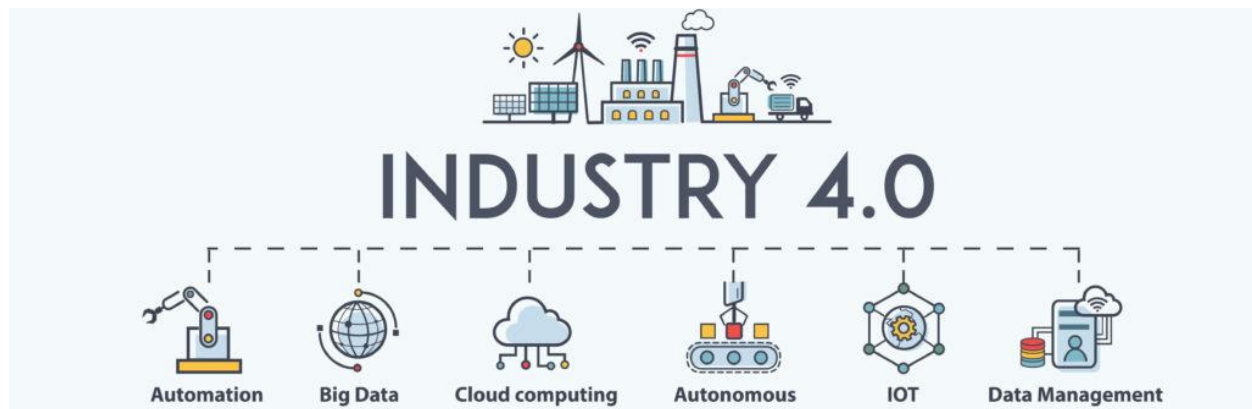 INDUSTRY 4.0
Automation
Big Data
Cloud computing
Autonomous
IOT
Data Management